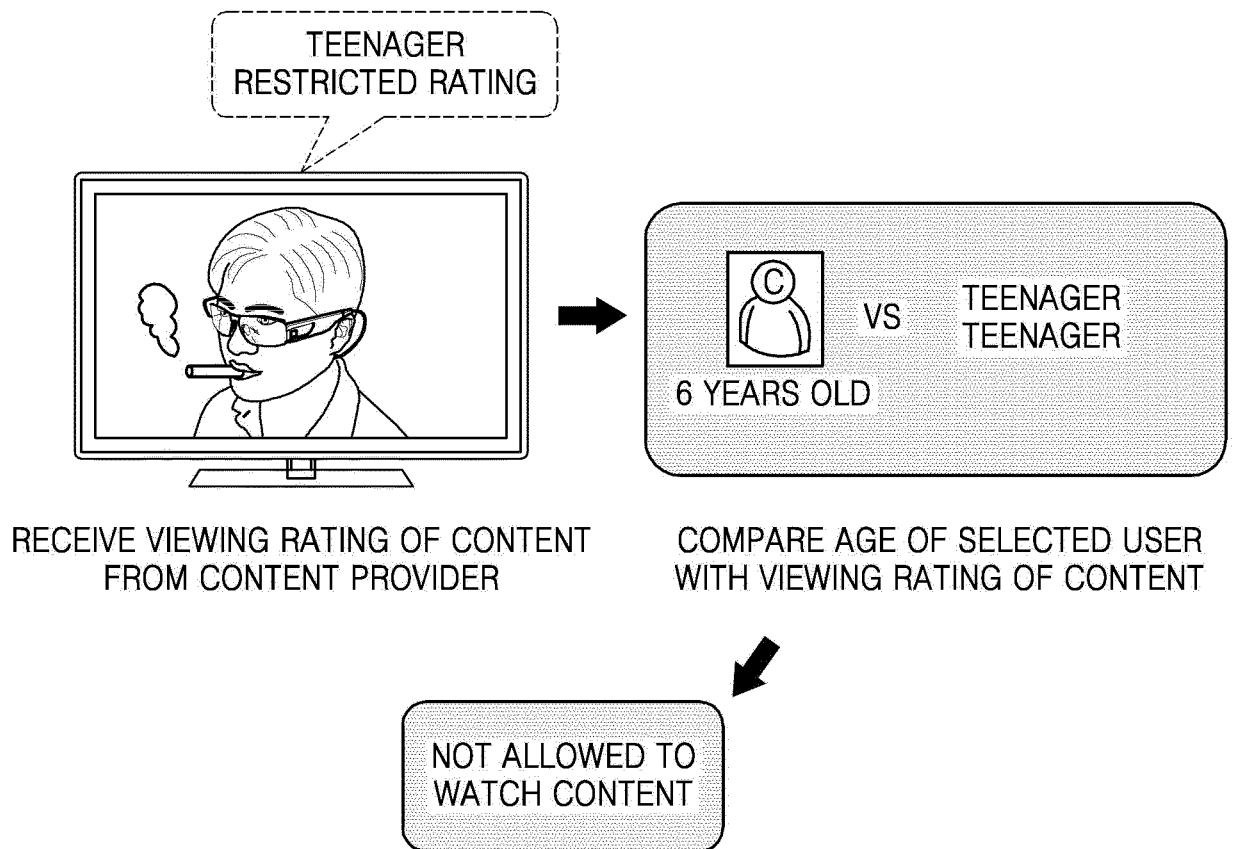 TEENAGER
RESTRICTED RATING
C
VS
TEENAGER
TEENAGER
6 YEARS OLD
RECEIVE VIEWING RATING OF CONTENT
FROM CONTENT PROVIDER
COMPARE AGE OF SELECTED USER
WITH VIEWING RATING OF CONTENT
NOT ALLOWED TO
WATCH CONTENT